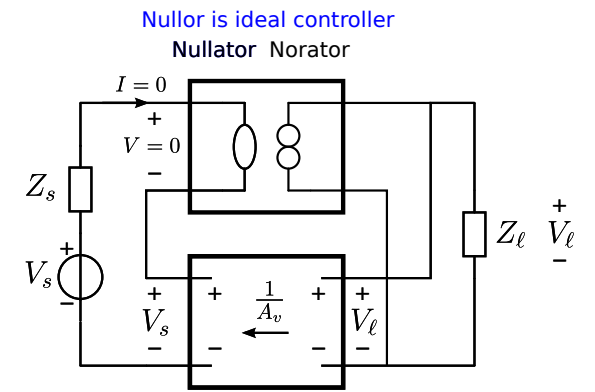 Nullor is ideal controller
Nullator Norator
I = 0
+
V = 0
−
Z_s
+
V_s
−
+
V_s
−
+
−
1/A_v
+
−
+
V_ℓ
−
Z_ℓ
+
V_ℓ
−